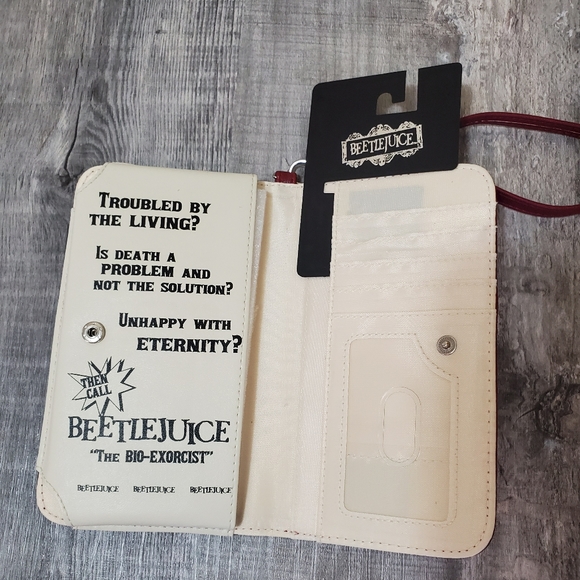 TROUBLED BY
THE LIVING?
IS DEATH A
PROBLEM AND
NOT THE SOLUTION?
UNHAPPY WITH
ETERNITY?
THEN
CALL
BEETLEJUICE
"THE BIO-EXORCIST"
BEETLEJUICE BEETLEJUICE BEETLEJUICE
BEETLEJUICE